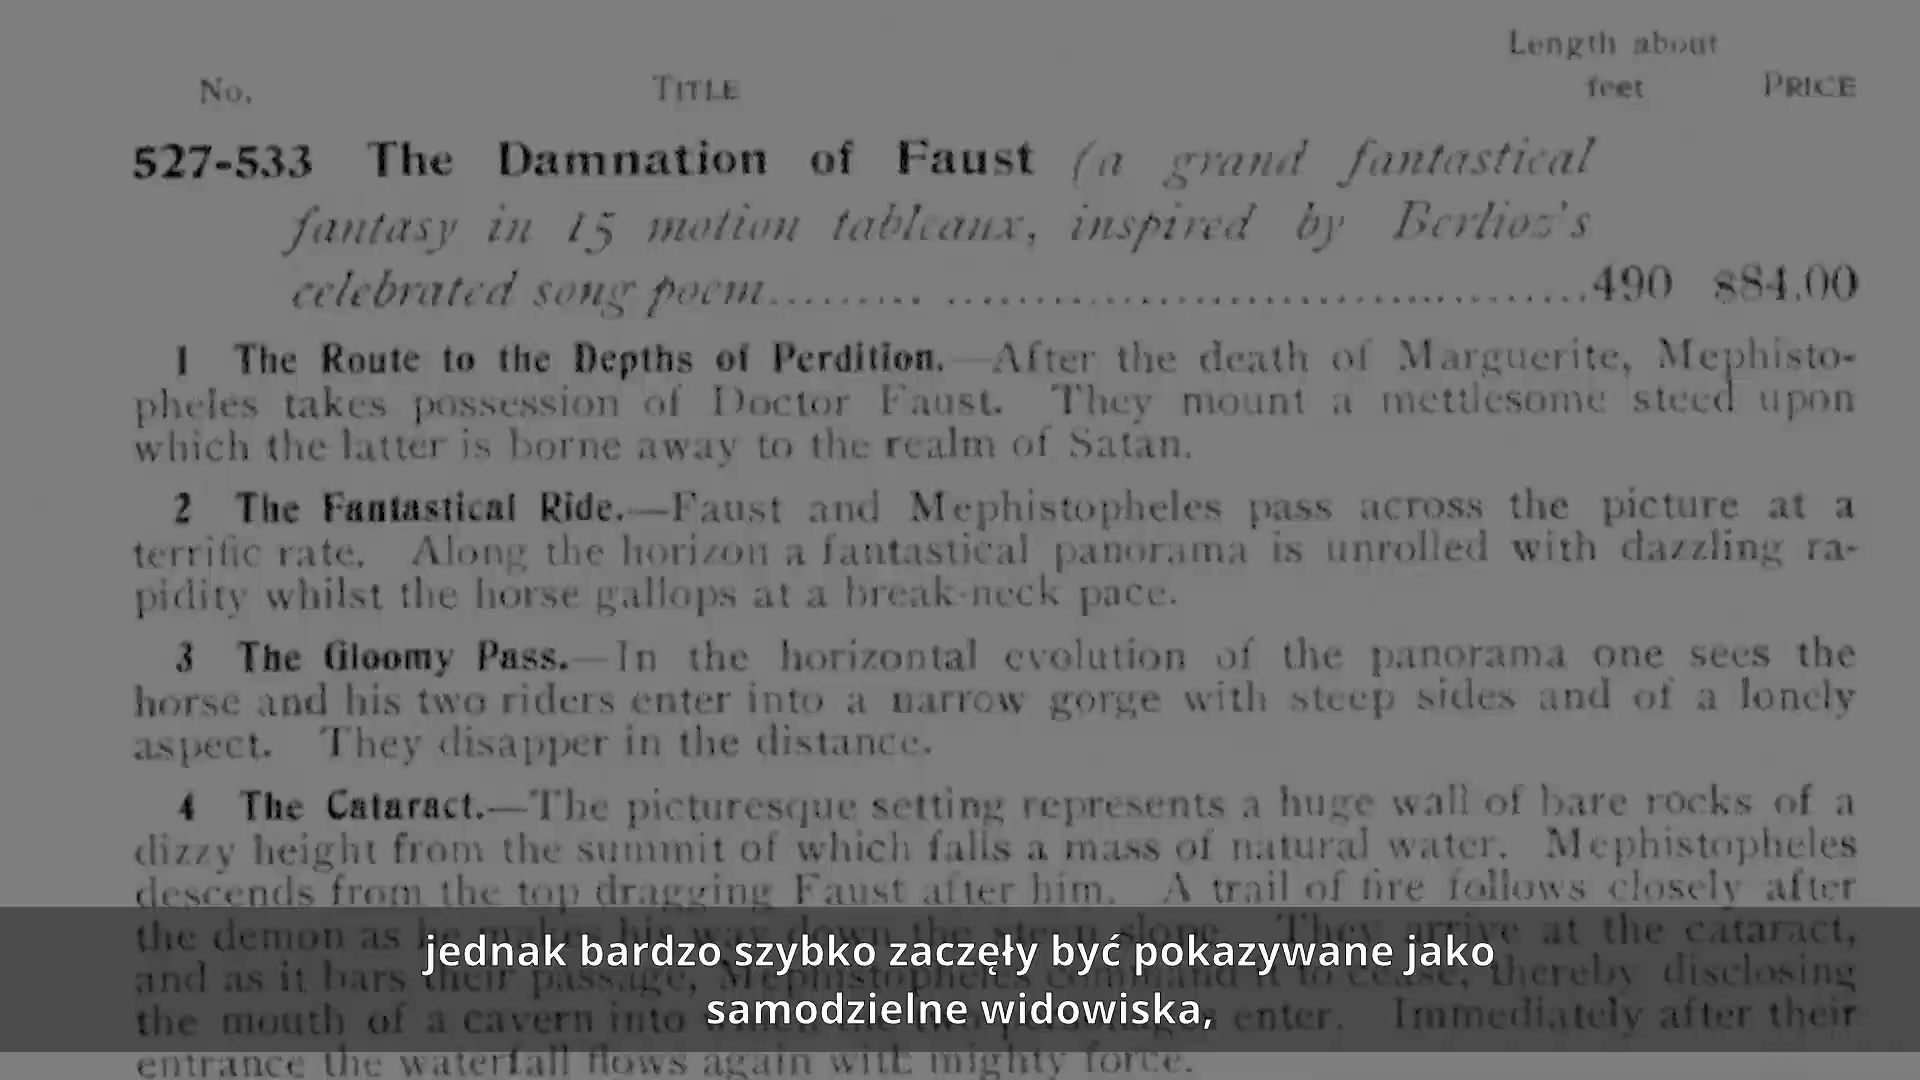 Length about
No. TITLE feet PRICE
527-533 The Damnation of Faust (a grand fantastical
fantasy in 15 motion tableaux, inspired by Berlioz's
celebrated song poem......... ....................................490 $84.00
1 The Route to the Depths of Perdition.—After the death of Marguerite, Mephisto-
pheles takes possession of Doctor Faust. They mount a mettlesome steed upon
which the latter is borne away to the realm of Satan.
2 The Fantastical Ride.—Faust and Mephistopheles pass across the picture at a
terrific rate. Along the horizon a fantastical panorama is unrolled with dazzling ra-
pidity whilst the horse gallops at a break-neck pace.
3 The Gloomy Pass.—In the horizontal evolution of the panorama one sees the
horse and his two riders enter into a narrow gorge with steep sides and of a lonely
aspect. They disapper in the distance.
4 The Cataract.—The picturesque setting represents a huge wall of bare rocks of a
dizzy height from the summit of which falls a mass of natural water. Mephistopheles
descends from the top dragging Faust after him. A trail of fire follows closely after
the demon as he makes his way down the steep slope. They arrive at the cataract,
and as it bars their passage, Mephistopheles to cease, thereby disclosing
the mouth of a cavern into enter. Immediately after their
entrance the waterfall flows again with mighty force.
jednak bardzo szybko zaczęły być pokazywane jako
samodzielne widowiska,